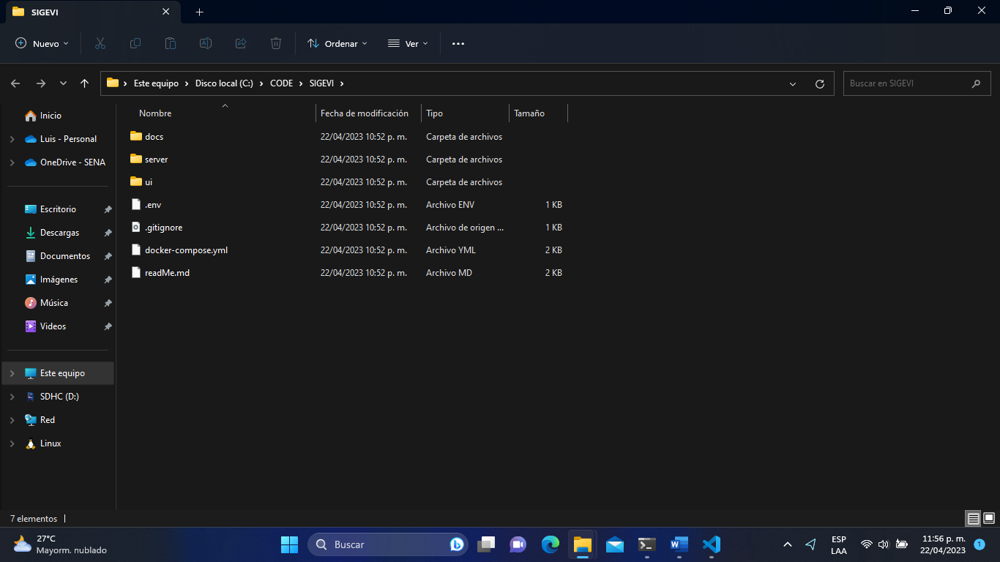 SIGEVI
Nuevo
Ordenar
Ver
Este equipo
Disco local (C:)
CODE
SIGEVI
Buscar en SIGEVI
Inicio
Luis - Personal
OneDrive - SENA
Escritorio
Descargas
Documentos
Imágenes
Música
Videos
Este equipo
SDHC (D:)
Red
Linux
Nombre Fecha de modificación Tipo Tamaño
docs 22/04/2023 10:52 p. m. Carpeta de archivos
server 22/04/2023 10:52 p. m. Carpeta de archivos
ui 22/04/2023 10:52 p. m. Carpeta de archivos
.env 22/04/2023 10:52 p. m. Archivo ENV 1 KB
.gitignore 22/04/2023 10:52 p. m. Archivo de origen ... 1 KB
docker-compose.yml 22/04/2023 10:52 p. m. Archivo YML 2 KB
readMe.md 22/04/2023 10:52 p. m. Archivo MD 2 KB
7 elementos
27°C
Mayorm. nublado
Buscar
ESP
LAA
11:56 p. m.
22/04/2023
1